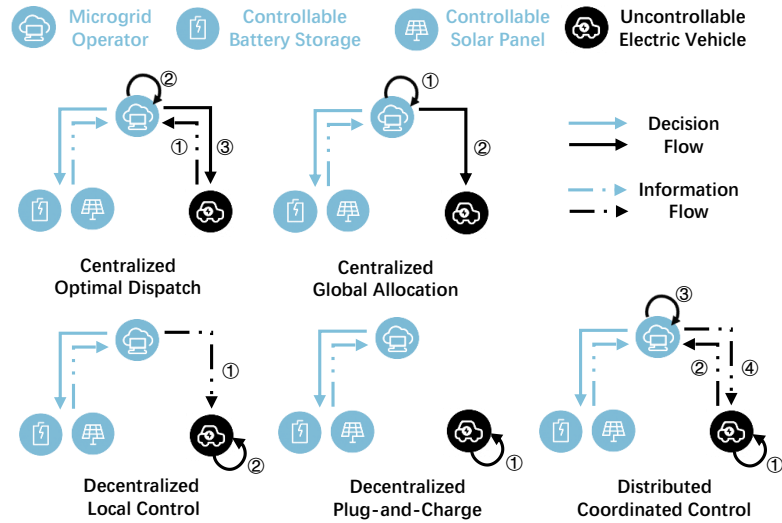 Microgrid
Operator
Controllable
Battery Storage
Controllable
Solar Panel
Uncontrollable
Electric Vehicle
②
①
③
Centralized
Optimal Dispatch
①
②
Centralized
Global Allocation
Decision
Flow
Information
Flow
①
②
Decentralized
Local Control
①
Decentralized
Plug-and-Charge
③
②
④
①
Distributed
Coordinated Control